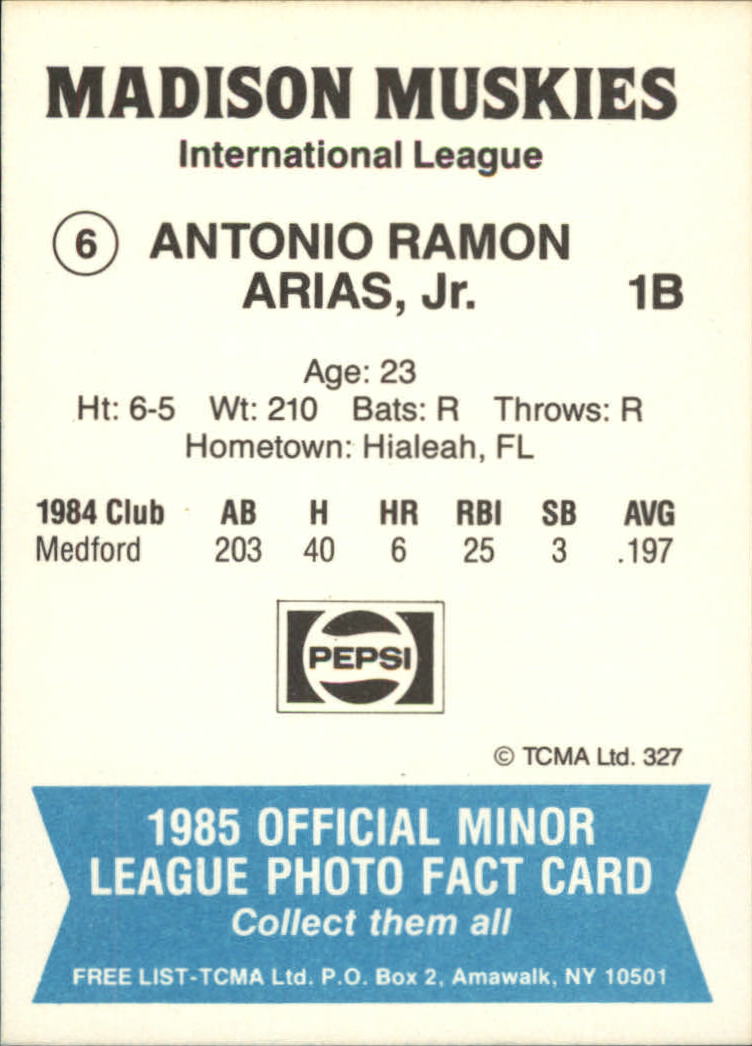 MADISON MUSKIES
International League
6 ANTONIO RAMON
ARIAS, Jr. 1B
Age: 23
Ht: 6-5 Wt: 210 Bats: R Throws: R
Hometown: Hialeah, FL
1984 Club AB H HR RBI SB AVG
Medford 203 40 6 25 3 .197
PEPSI
© TCMA Ltd. 327
1985 OFFICIAL MINOR
LEAGUE PHOTO FACT CARD
Collect them all
FREE LIST-TCMA Ltd. P.O. Box 2, Amawalk, NY 10501